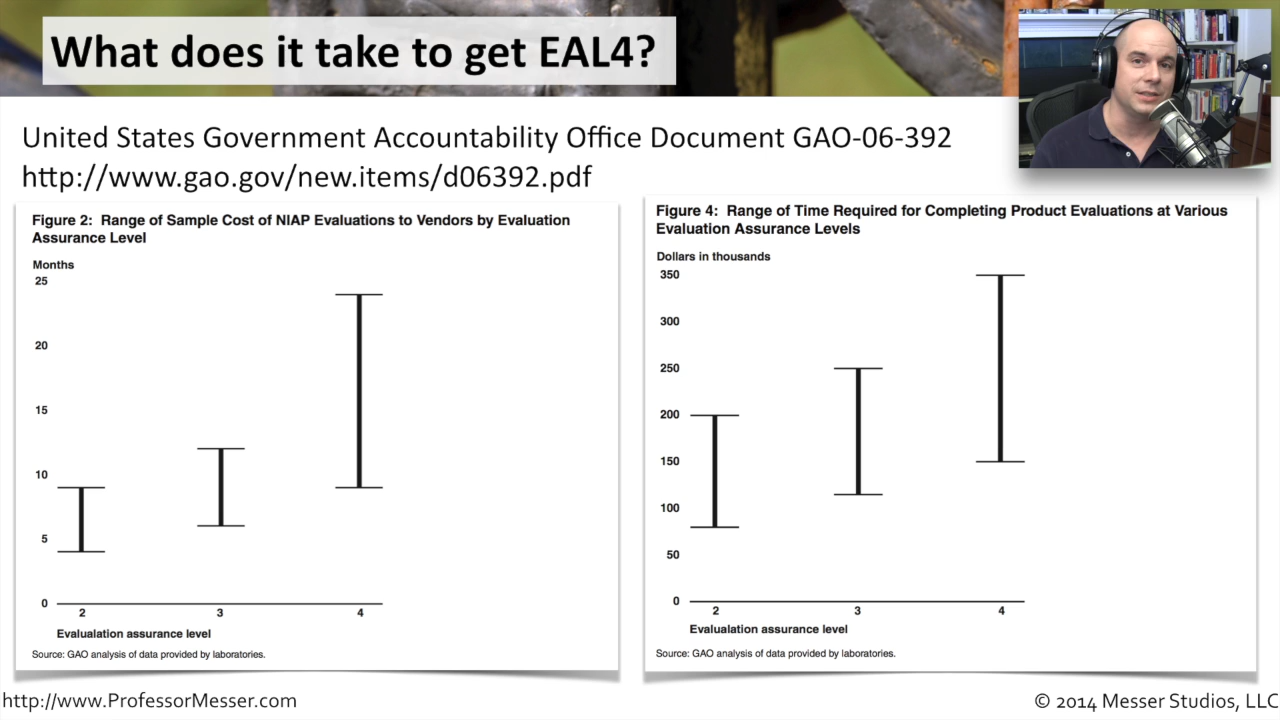 What does it take to get EAL4?
United States Government Accountability Office Document GAO-06-392
http://www.gao.gov/new.items/d06392.pdf
Figure 2: Range of Sample Cost of NIAP Evaluations to Vendors by Evaluation
Assurance Level
Months
25
20
15
10
5
0
2 3 4
Evalualation assurance level
Source: GAO analysis of data provided by laboratories.
Figure 4: Range of Time Required for Completing Product Evaluations at Various
Evaluation Assurance Levels
Dollars in thousands
350
300
250
200
150
100
50
0
2 3 4
Evalualation assurance level
Source: GAO analysis of data provided by laboratories.
http://www.ProfessorMesser.com
© 2014 Messer Studios, LLC